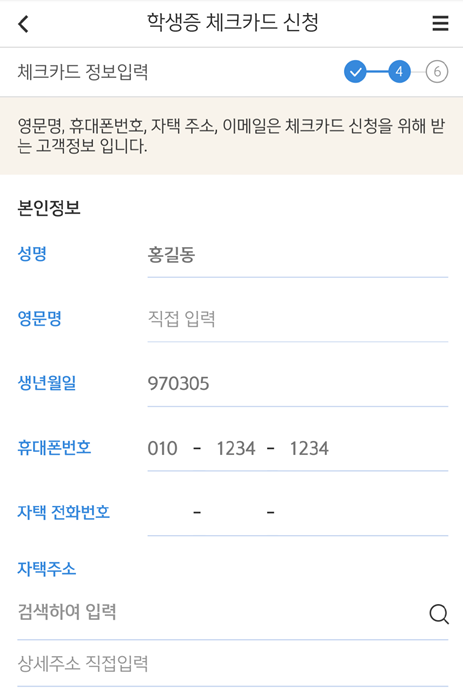 학생증 체크카드 신청
체크카드 정보입력 4 6
영문명, 휴대폰번호, 자택 주소, 이메일은 체크카드 신청을 위해 받
는 고객정보 입니다.
본인정보
성명 홍길동
영문명 직접 입력
생년월일 970305
휴대폰번호 010 - 1234 - 1234
자택 전화번호 - -
자택주소
검색하여 입력
상세주소 직접입력